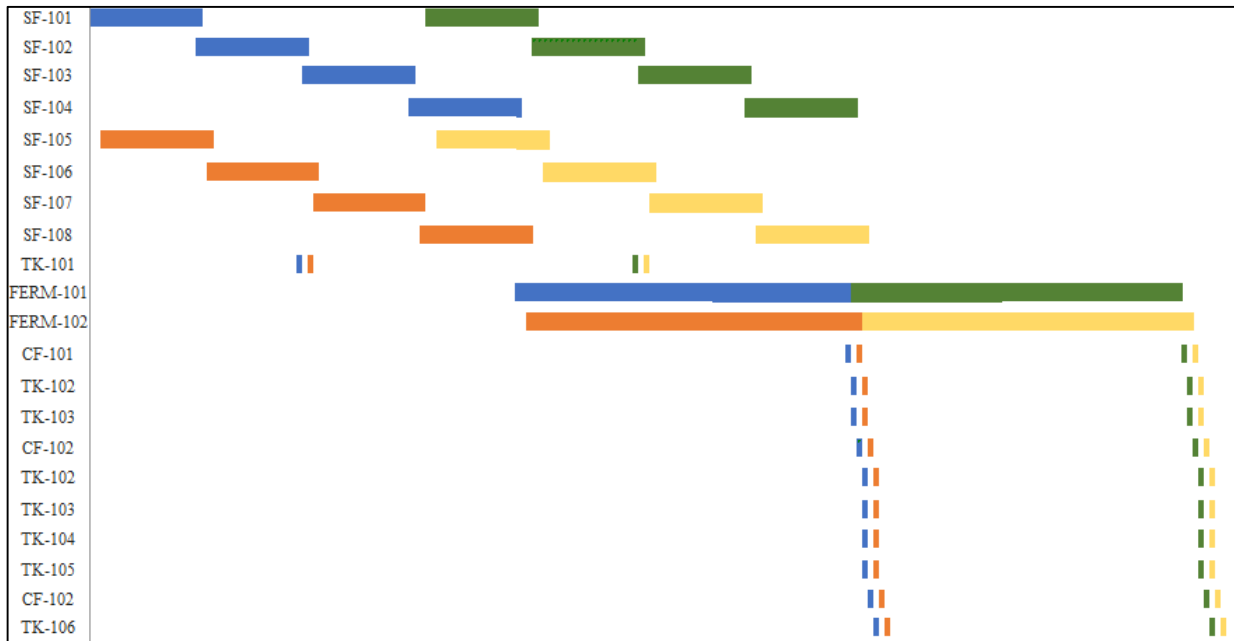 SF-101
SF-102
SF-103
SF-104
SF-105
SF-106
SF-107
SF-108
TK-101
FERM-101
FERM-102
CF-101
TK-102
TK-103
CF-102
TK-102
TK-103
TK-104
TK-105
CF-102
TK-106